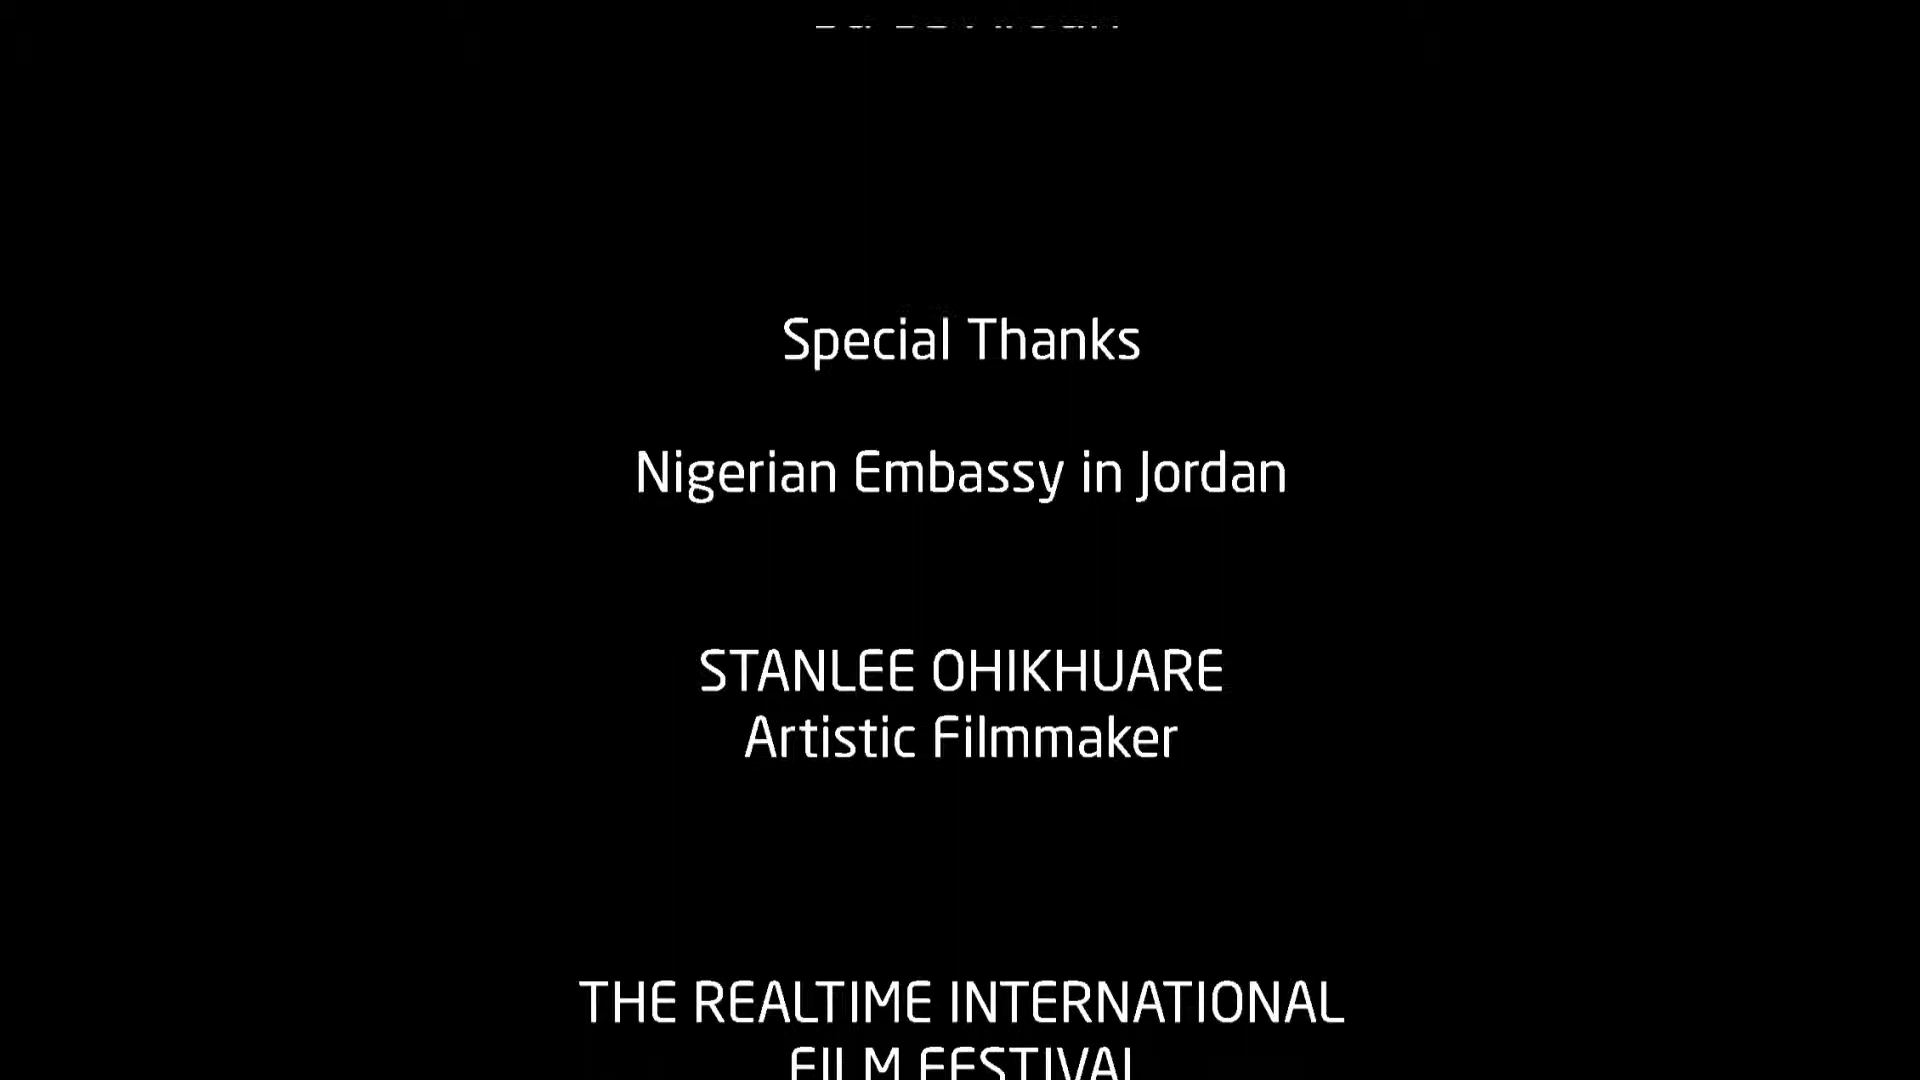 Special Thanks
Nigerian Embassy in Jordan
STANLEE OHIKHUARE
Artistic Filmmaker
THE REALTIME INTERNATIONAL
FILM FESTIVAL